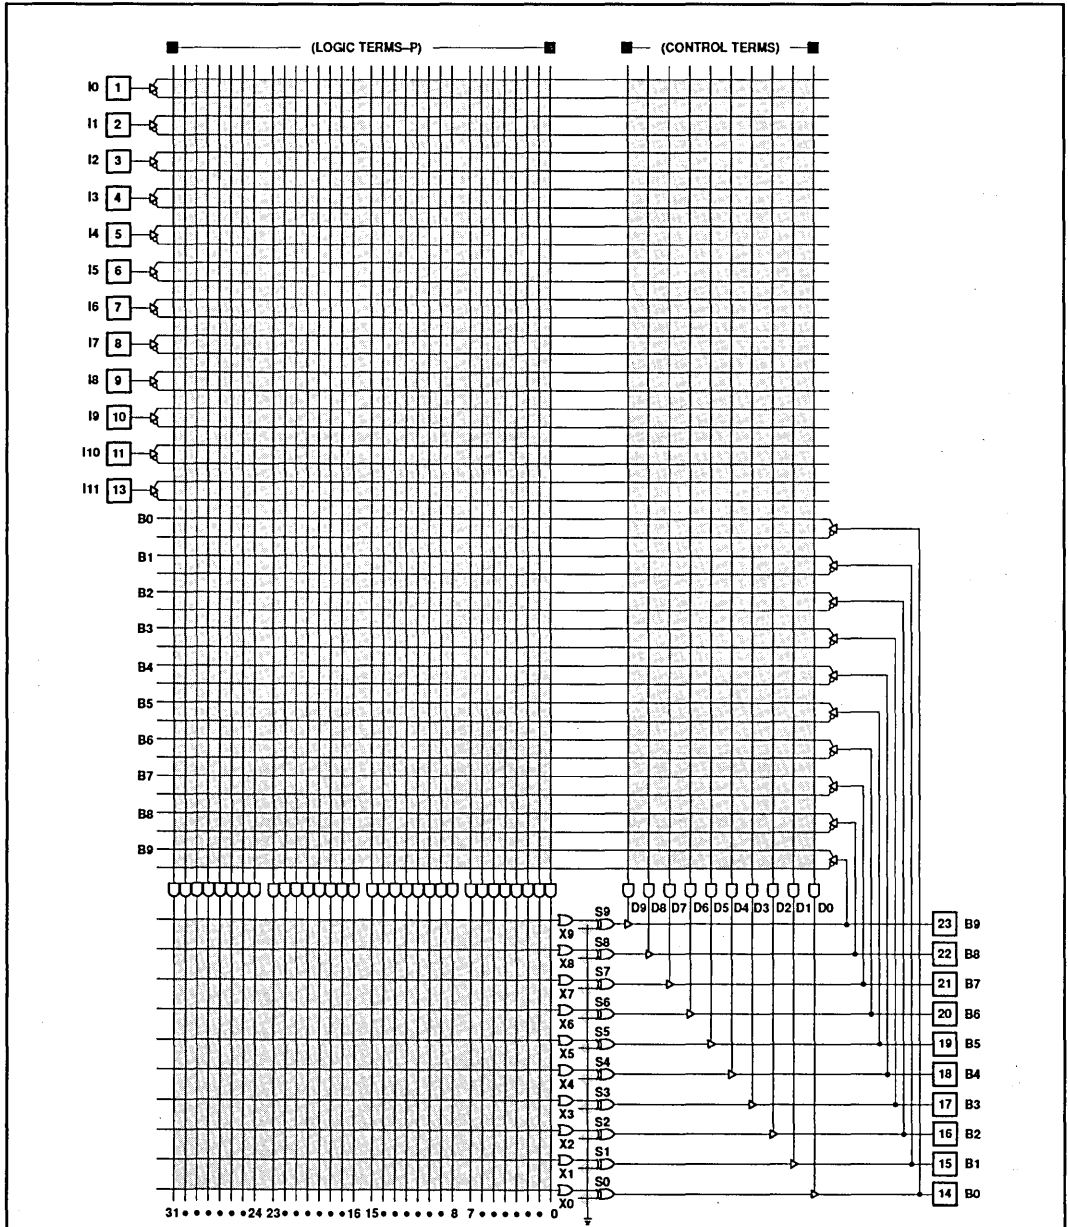 (LOGIC TERMS–P) (CONTROL TERMS)
I0 1
I1 2
I2 3
I3 4
I4 5
I5 6
I6 7
I7 8
I8 9
I9 10
I10 11
I11 13
B0
B1
B2
B3
B4
B5
B6
B7
B8
B9
D9 D8 D7 D6 D5 D4 D3 D2 D1 D0
S9 23 B9
X9
S8 22 B8
X8
S7 21 B7
X7
S6 20 B6
X6
S5 19 B5
X5
S4 18 B4
X4
S3 17 B3
X3
S2 16 B2
X2
S1 15 B1
X1
S0 14 B0
X0
31 • • • • • • 24 23 • • • • • • 16 15 • • • • • • 8 7 • • • • • • 0